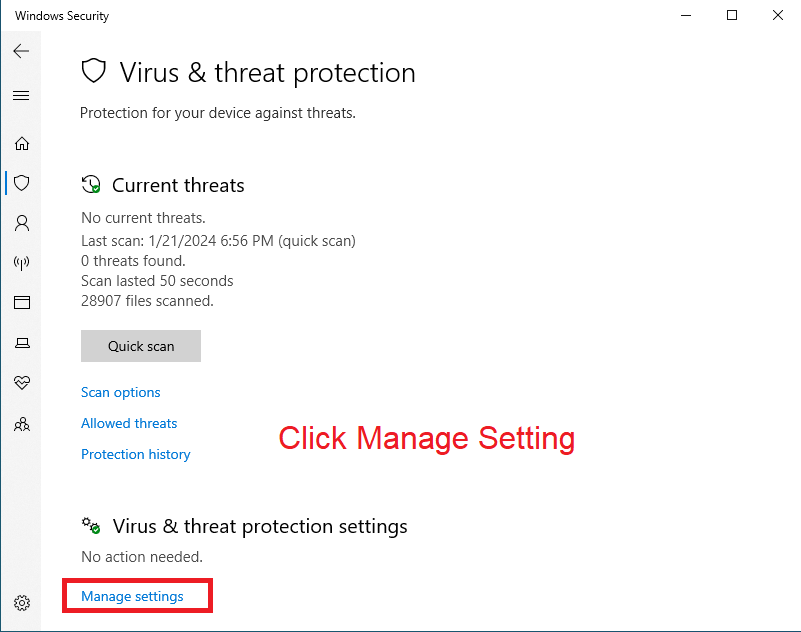 Windows Security
Virus & threat protection
Protection for your device against threats.
Current threats
No current threats.
Last scan: 1/21/2024 6:56 PM (quick scan)
0 threats found.
Scan lasted 50 seconds
28907 files scanned.
Quick scan
Scan options
Allowed threats
Click Manage Setting
Protection history
Virus & threat protection settings
No action needed.
Manage settings